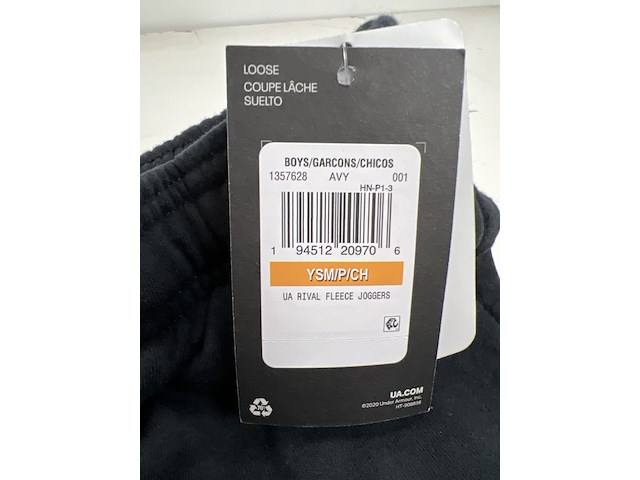 LOOSE
COUPE LÂCHE
SUELTO
BOYS/GARCONS/CHICOS
1357628 AVY 001
HN-P1-3
1 94512 20970 6
YSM/P/CH
UA RIVAL FLEECE JOGGERS
UA.COM
©2020 Under Armour, Inc.